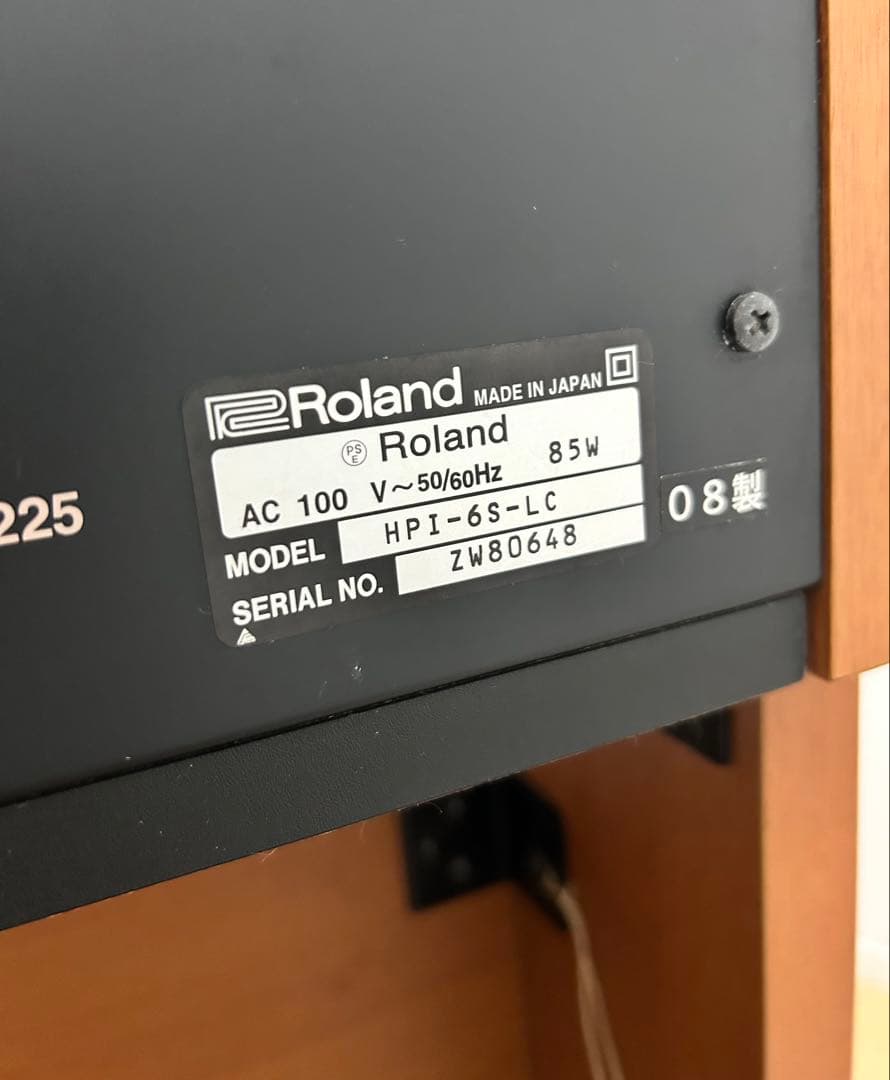 Roland MADE IN JAPAN
PSE Roland
AC 100 V～50/60Hz 85W
MODEL HPI-6S-LC
SERIAL NO. ZW80648
08製
225